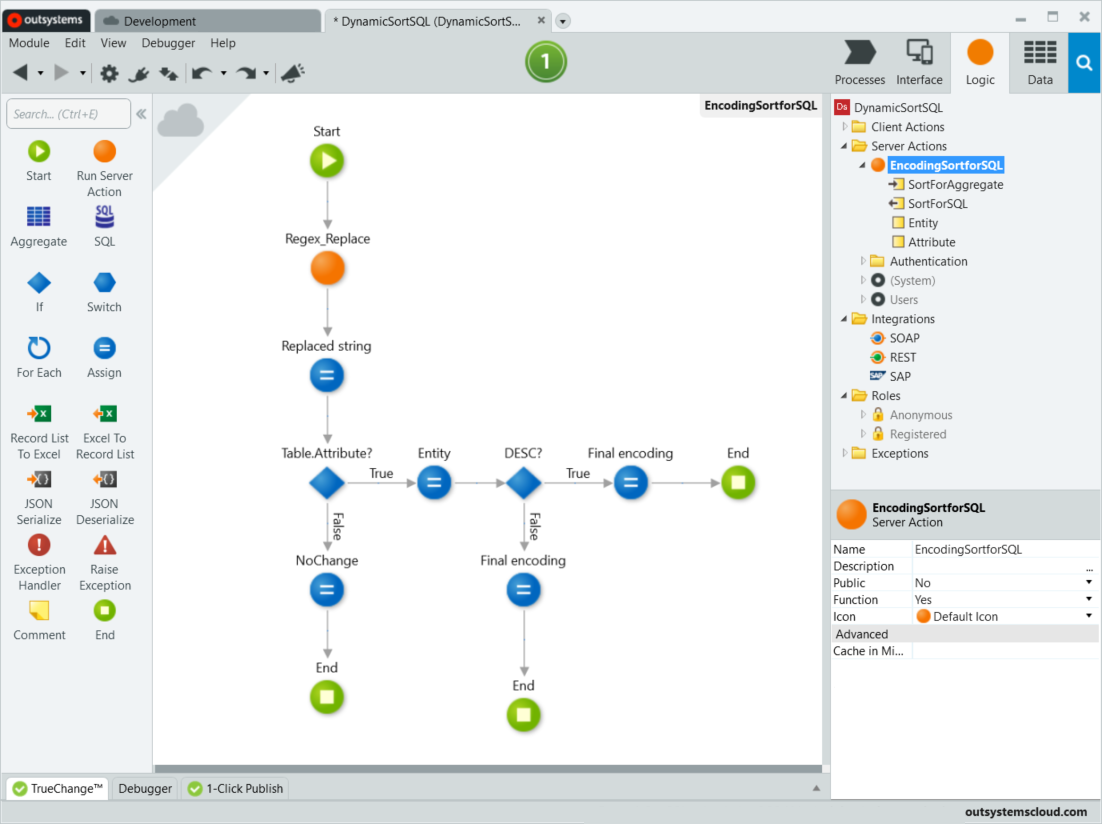 outsystems
Development
* DynamicSortSQL (DynamicSortS...
Module Edit View Debugger Help
1
Processes Interface Logic Data
Search... (Ctrl+E)
Start
Run Server
Action
Aggregate
SQL
SQL
If
Switch
For Each
Assign
Record List
To Excel
Excel To
Record List
JSON
Serialize
JSON
Deserialize
Exception
Handler
Raise
Exception
Comment
End
EncodingSortforSQL
Start
Regex_Replace
Replaced string
Table.Attribute?
True
Entity
DESC?
True
Final encoding
End
False
False
NoChange
Final encoding
End
End
Ds DynamicSortSQL
Client Actions
Server Actions
EncodingSortforSQL
SortForAggregate
SortForSQL
Entity
Attribute
Authentication
(System)
Users
Integrations
SOAP
REST
SAP SAP
Roles
Anonymous
Registered
Exceptions
EncodingSortforSQL
Server Action
Name EncodingSortforSQL
Description ...
Public No
Function Yes
Icon Default Icon
Advanced
Cache in Mi...
TrueChange™ Debugger 1-Click Publish
outsystemscloud.com